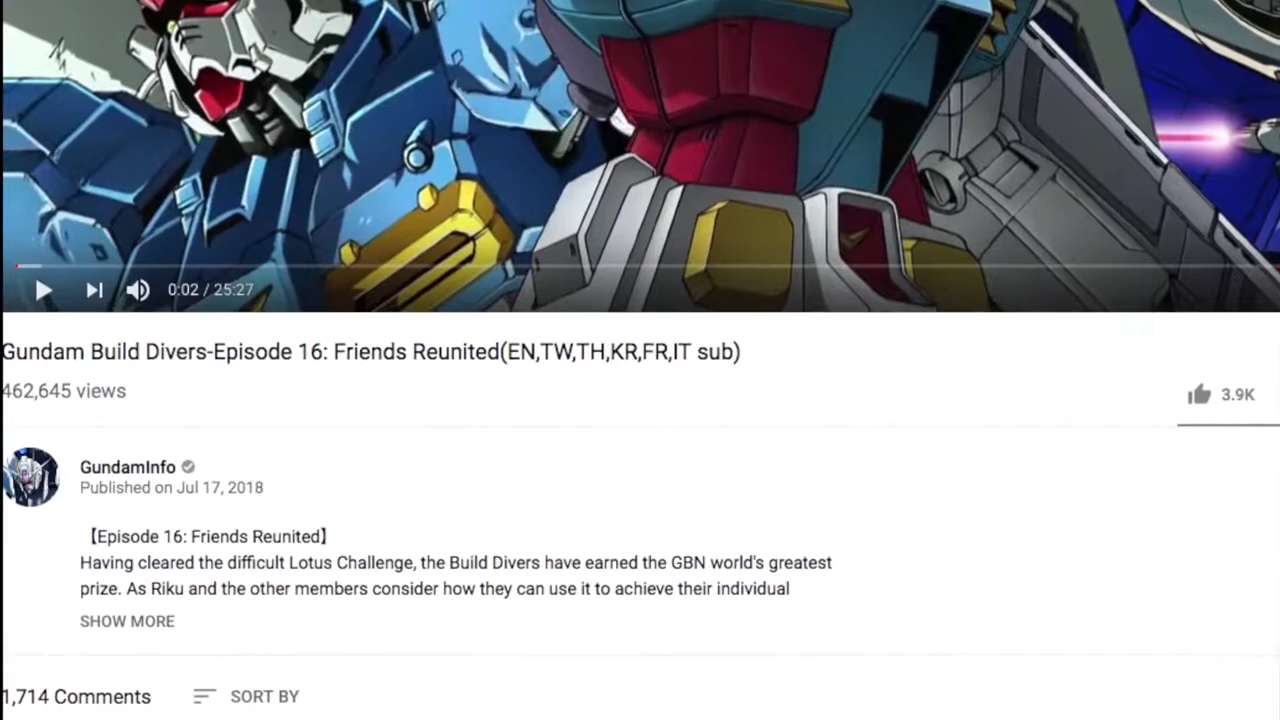 0:02 / 25:27
Gundam Build Divers-Episode 16: Friends Reunited(EN,TW,TH,KR,FR,IT sub)
462,645 views
3.9K
GundamInfo
Published on Jul 17, 2018
【Episode 16: Friends Reunited】
Having cleared the difficult Lotus Challenge, the Build Divers have earned the GBN world's greatest
prize. As Riku and the other members consider how they can use it to achieve their individual
SHOW MORE
1,714 Comments SORT BY